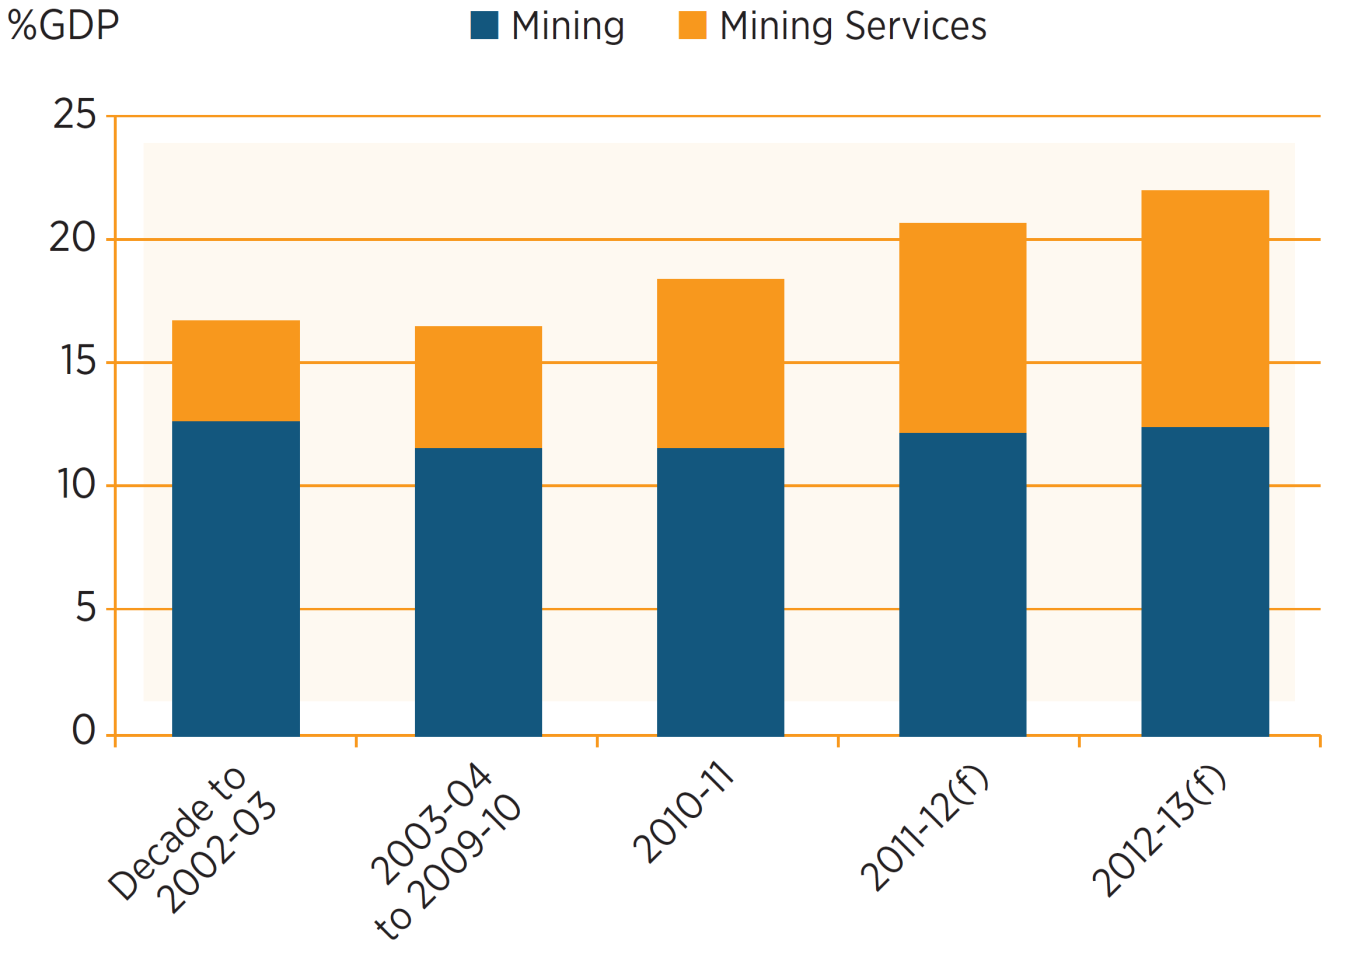 %GDP
Mining
Mining Services
25
20
15
10
5
0
Decade to
2002-03
2003-04
to 2009-10
2010-11
2011-12(f)
2012-13(f)